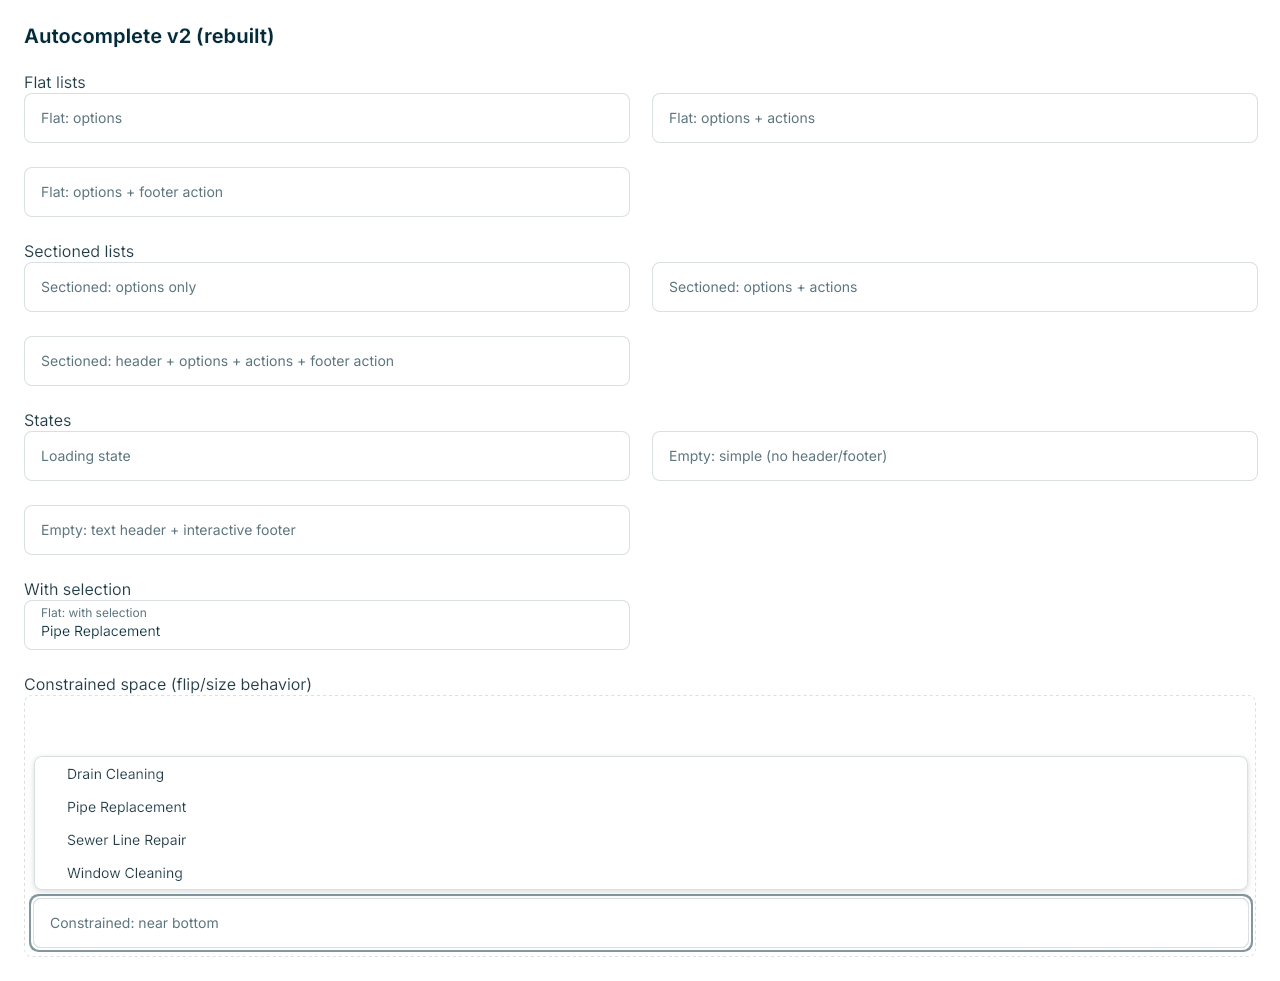 Autocomplete v2 (rebuilt)
Flat lists
Flat: options
Flat: options + actions
Flat: options + footer action
Sectioned lists
Sectioned: options only
Sectioned: options + actions
Sectioned: header + options + actions + footer action
States
Loading state
Empty: simple (no header/footer)
Empty: text header + interactive footer
With selection
Flat: with selection
Pipe Replacement
Constrained space (flip/size behavior)
Drain Cleaning
Pipe Replacement
Sewer Line Repair
Window Cleaning
Constrained: near bottom